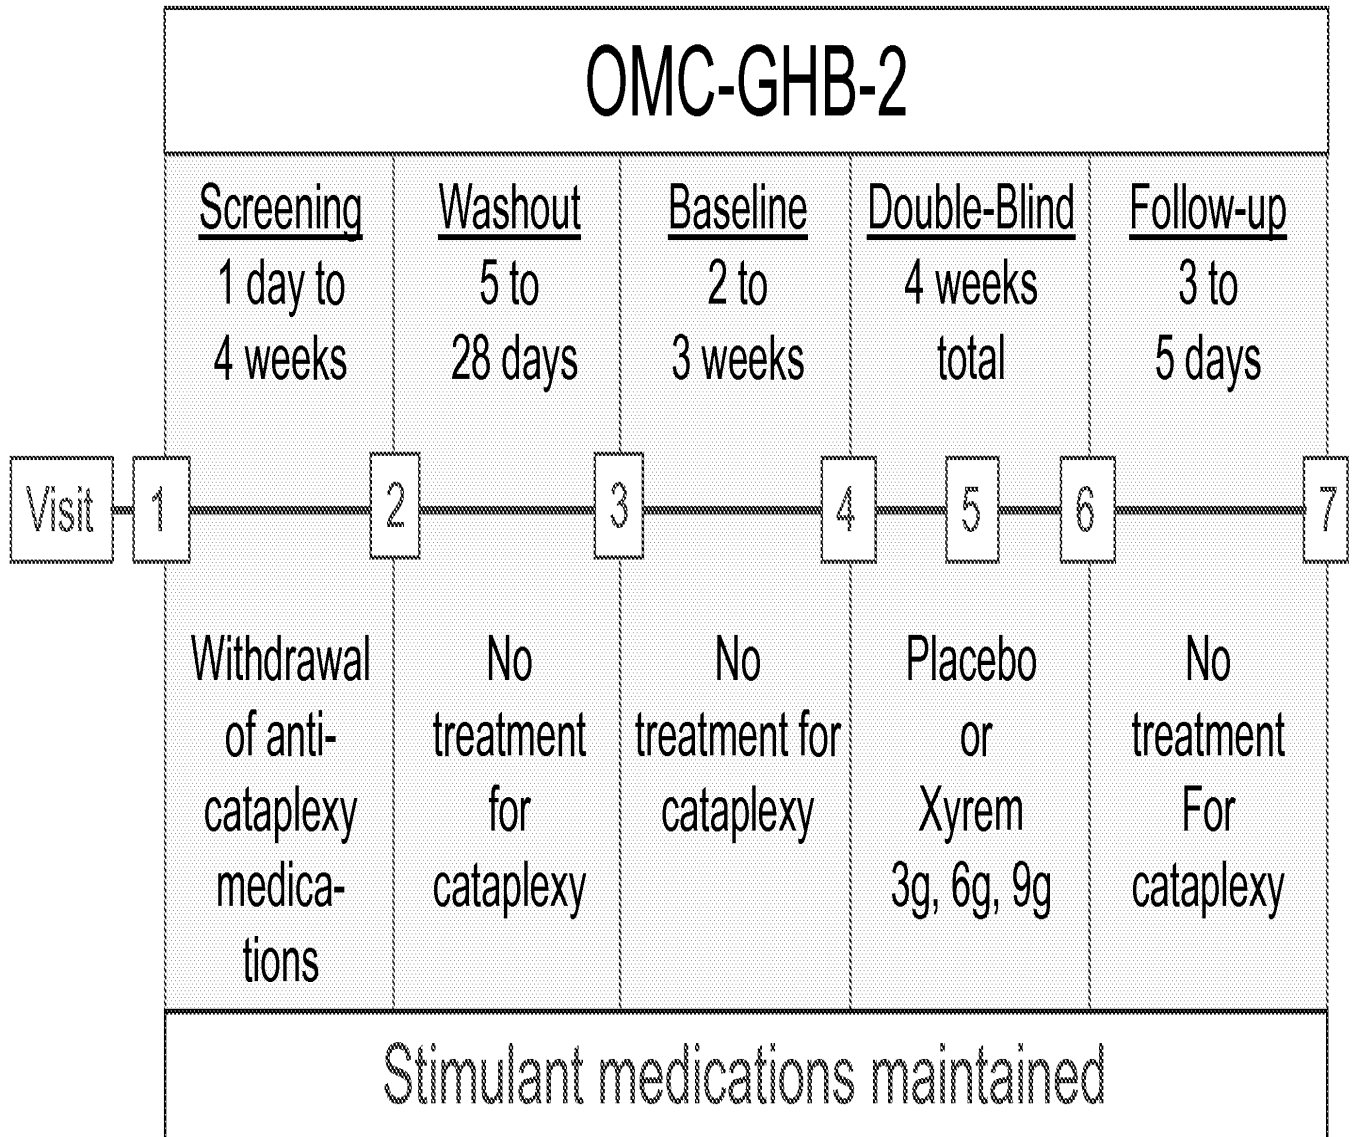 OMC-GHB-2
Screening
1 day to
4 weeks
Washout
5 to
28 days
Baseline
2 to
3 weeks
Double-Blind
4 weeks
total
Follow-up
3 to
5 days
Visit
1
2
3
4
5
6
7
Withdrawal
of anti-
cataplexy
medica-
tions
No
treatment
for
cataplexy
No
treatment for
cataplexy
Placebo
or
Xyrem
3g, 6g, 9g
No
treatment
For
cataplexy
Stimulant medications maintained